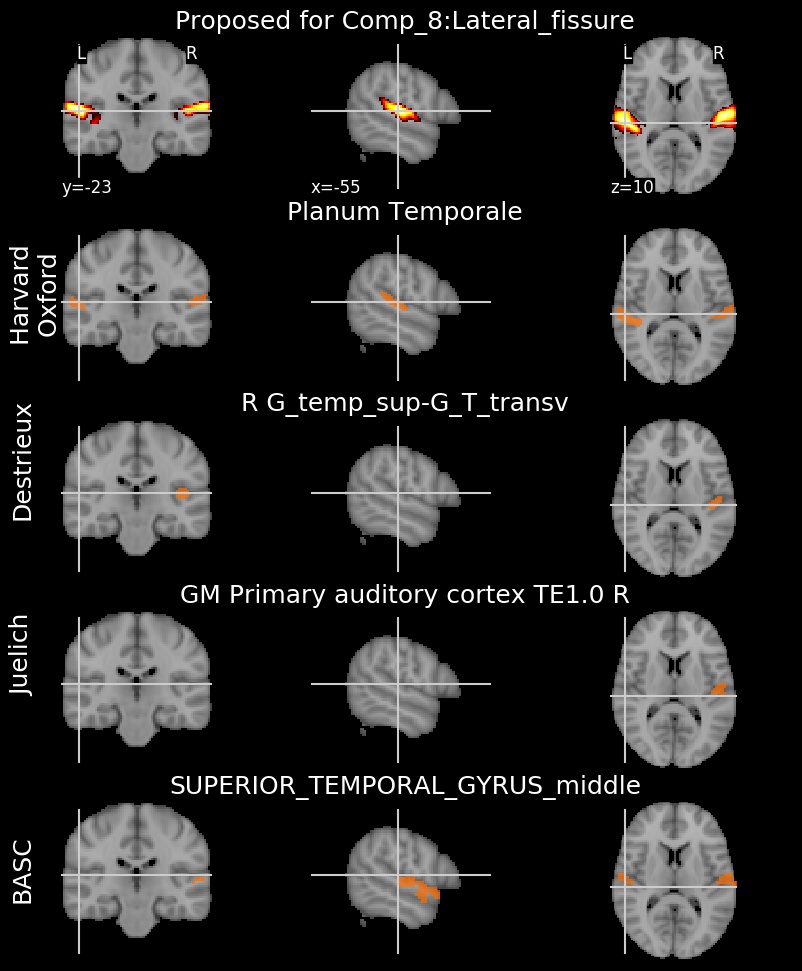 Proposed for Comp_8:Lateral_fissure
L R
L R
y=-23 x=-55 z=10
Planum Temporale
Harvard
Oxford
R G_temp_sup-G_T_transv
Destrieux
GM Primary auditory cortex TE1.0 R
Juelich
SUPERIOR_TEMPORAL_GYRUS_middle
BASC